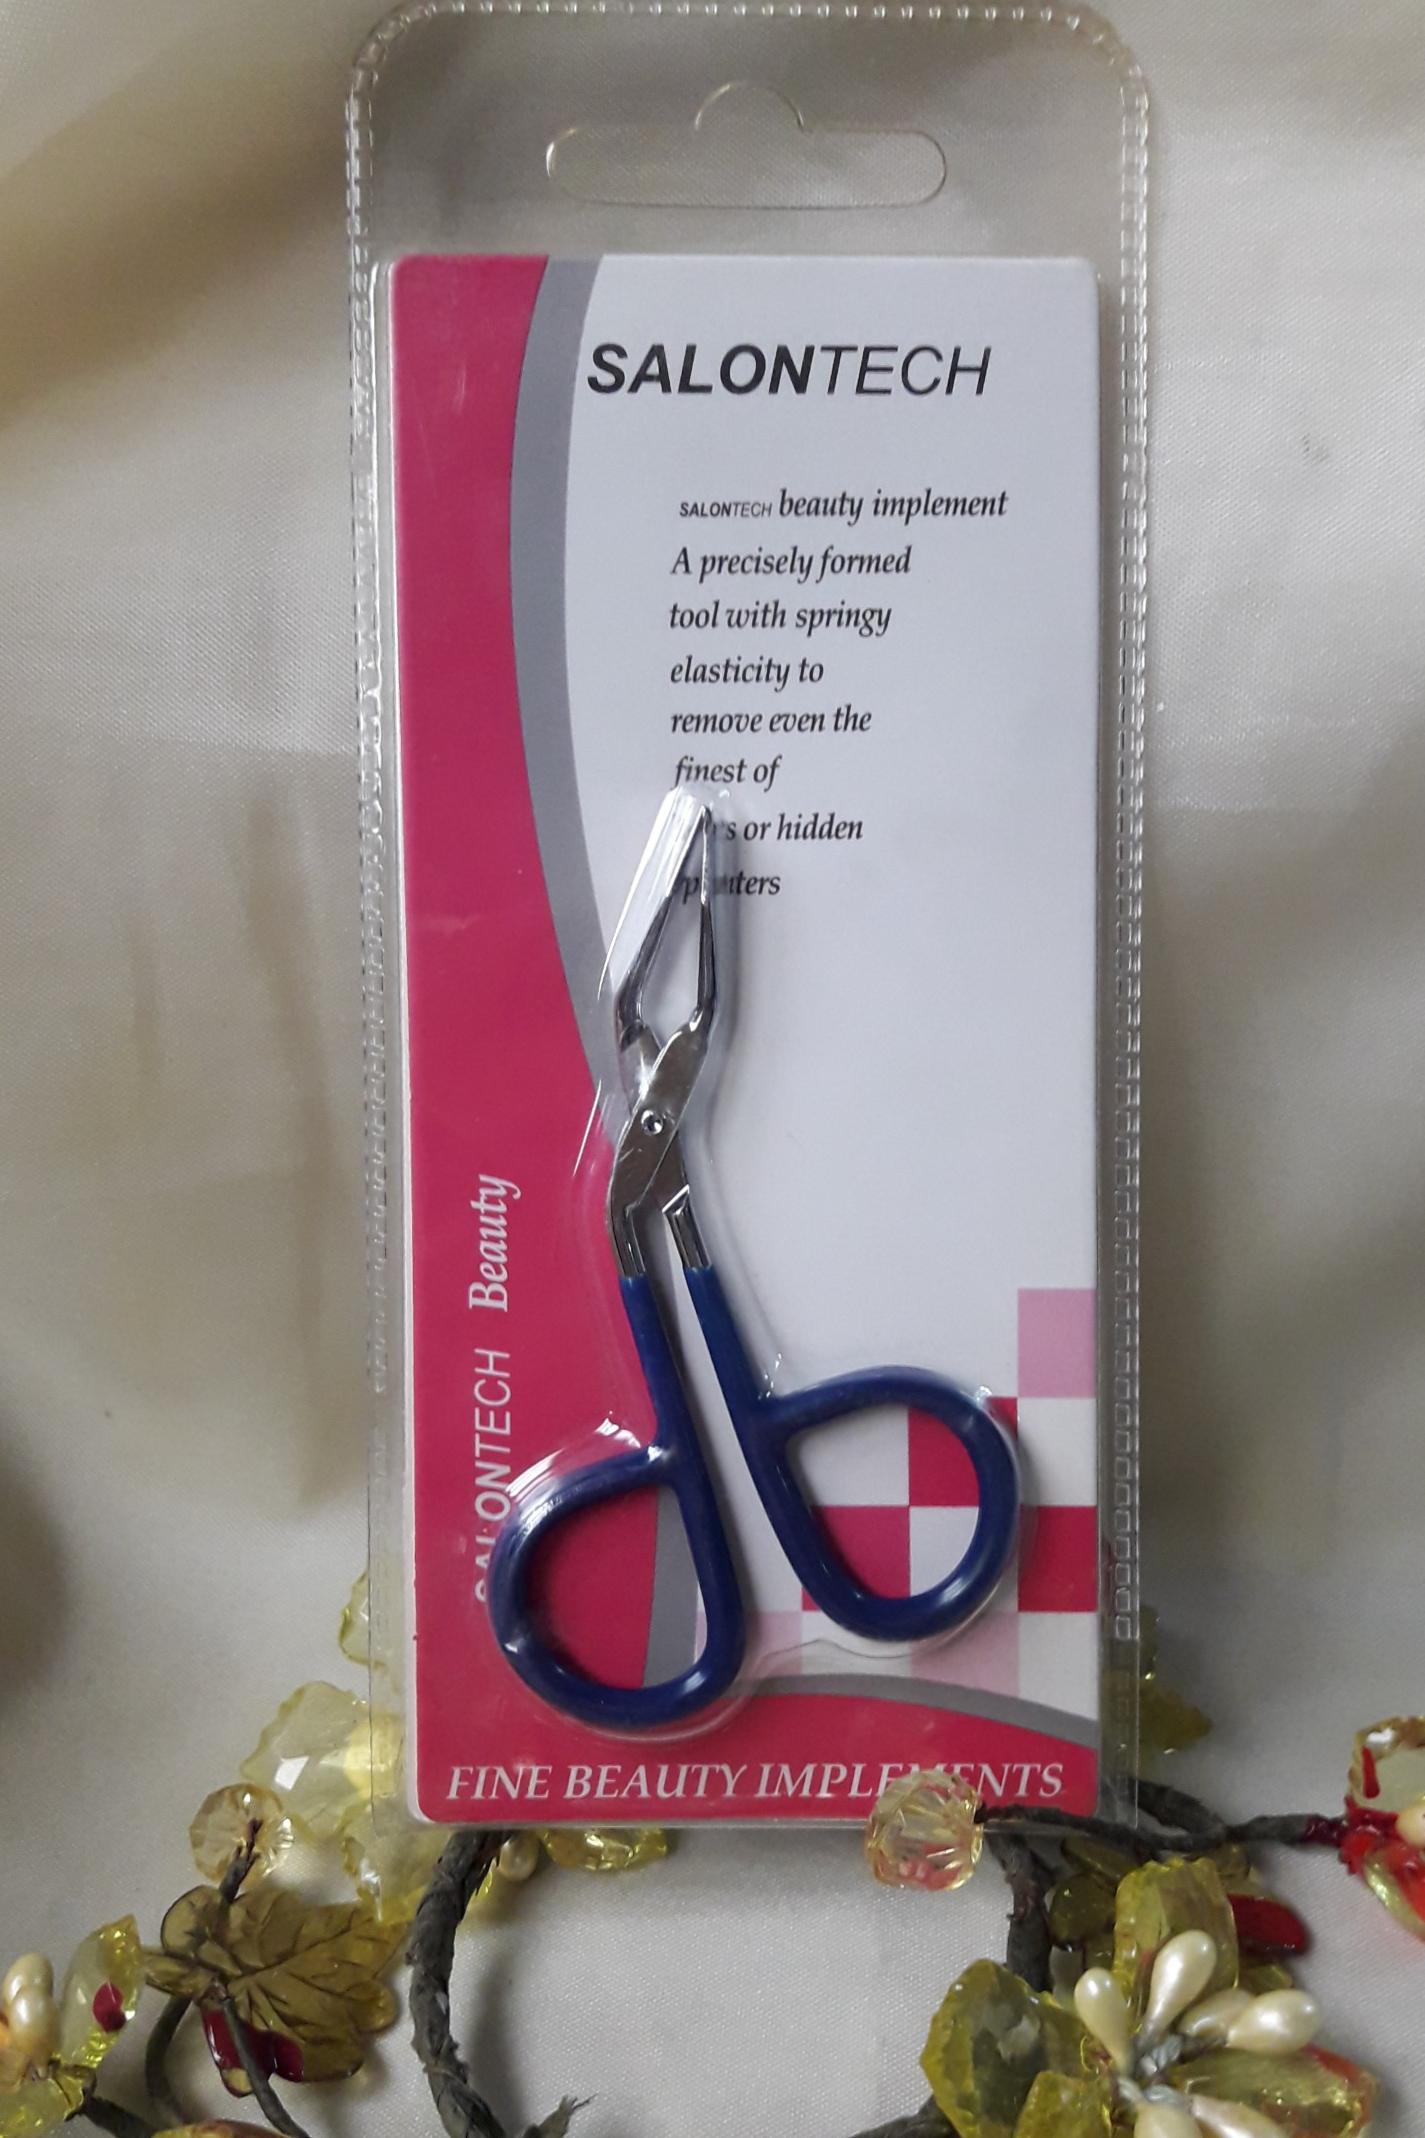 SALONTECH
SALONTECH beauty implement
A precisely formed
tool with springy
elasticity to
remove even the
finest of
or hidden
SALONTECH Beauty
FINE BEAUTY IMPLEMENTS